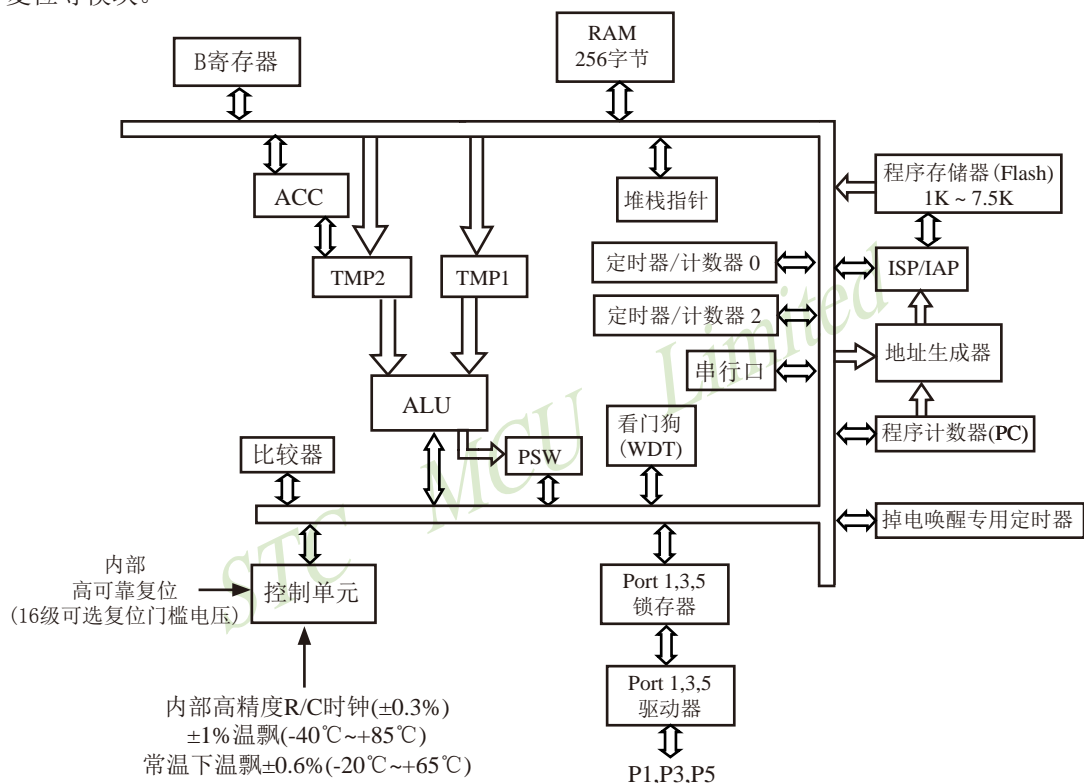 复位等模块。
B寄存器
RAM
256字节
ACC
堆栈指针
程序存储器(Flash)
1K ~ 7.5K
TMP2
TMP1
定时器/计数器 0
ISP/IAP
定时器/计数器 2
地址生成器
串行口
ALU
看门狗
(WDT)
程序计数器(PC)
比较器
PSW
掉电唤醒专用定时器
内部
高可靠复位
(16级可选复位门槛电压)
控制单元
Port 1,3,5
锁存器
Port 1,3,5
驱动器
内部高精度R/C时钟(±0.3%)
±1%温飘(-40℃~+85℃)
常温下温飘±0.6%(-20℃~+65℃)
P1,P3,P5
STC MCU Limited